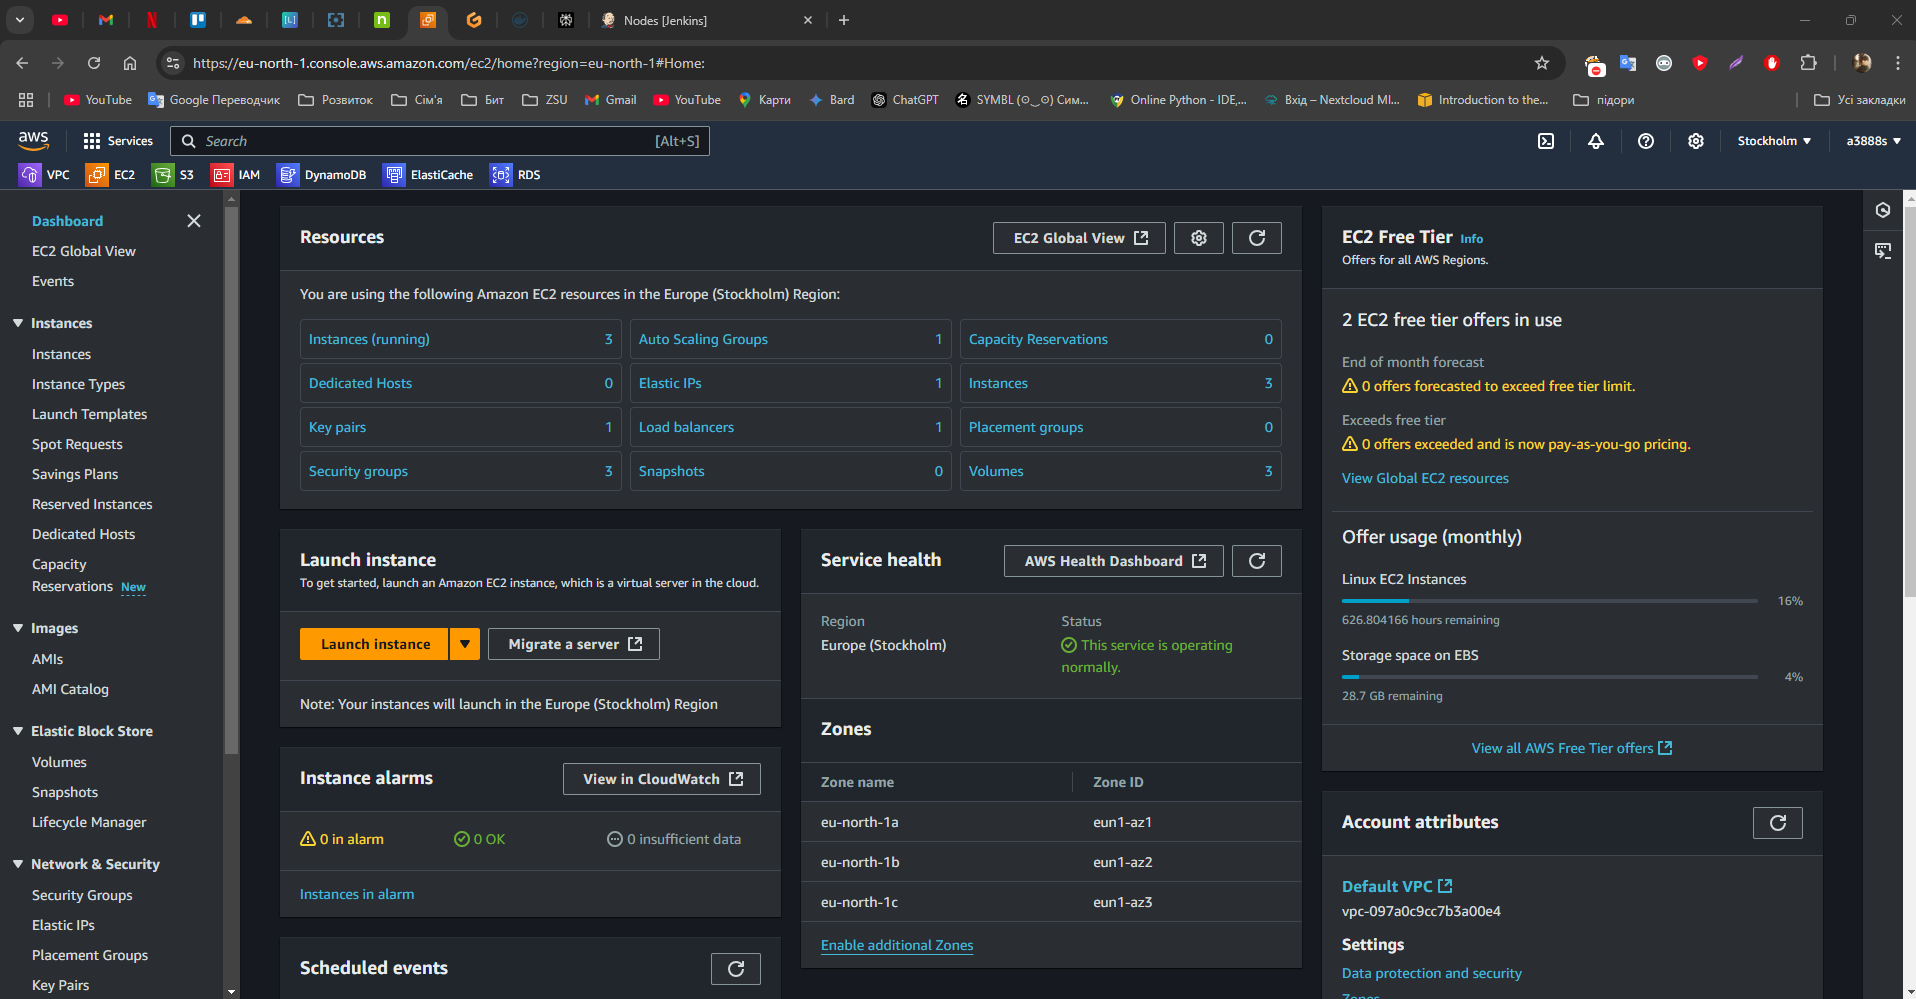 Nodes [Jenkins]
https://eu-north-1.console.aws.amazon.com/ec2/home?region=eu-north-1#Home:
YouTube
Google Переводчик
Розвиток
Сім'я
Бит
ZSU
Gmail
YouTube
Карти
Bard
ChatGPT
SYMBL (ʘ‿ʘ) Сим...
Online Python - IDE,...
Вхід – Nextcloud MI...
Introduction to the...
підори
Усі закладки
aws
Services
Search
[Alt+S]
Stockholm
a3888s
VPC
EC2
S3
IAM
DynamoDB
ElastiCache
RDS
Dashboard
EC2 Global View
Events
Instances
Instances
Instance Types
Launch Templates
Spot Requests
Savings Plans
Reserved Instances
Dedicated Hosts
Capacity
Reservations New
Images
AMIs
AMI Catalog
Elastic Block Store
Volumes
Snapshots
Lifecycle Manager
Network & Security
Security Groups
Elastic IPs
Placement Groups
Key Pairs
Resources
EC2 Global View
You are using the following Amazon EC2 resources in the Europe (Stockholm) Region:
Instances (running) 3
Auto Scaling Groups 1
Capacity Reservations 0
Dedicated Hosts 0
Elastic IPs 1
Instances 3
Key pairs 1
Load balancers 1
Placement groups 0
Security groups 3
Snapshots 0
Volumes 3
Launch instance
To get started, launch an Amazon EC2 instance, which is a virtual server in the cloud.
Launch instance
Migrate a server
Note: Your instances will launch in the Europe (Stockholm) Region
Instance alarms
View in CloudWatch
0 in alarm
0 OK
0 insufficient data
Instances in alarm
Scheduled events
Service health
AWS Health Dashboard
Region
Europe (Stockholm)
Status
This service is operating
normally.
Zones
Zone name
Zone ID
eu-north-1a
eun1-az1
eu-north-1b
eun1-az2
eu-north-1c
eun1-az3
Enable additional Zones
EC2 Free Tier Info
Offers for all AWS Regions.
2 EC2 free tier offers in use
End of month forecast
0 offers forecasted to exceed free tier limit.
Exceeds free tier
0 offers exceeded and is now pay-as-you-go pricing.
View Global EC2 resources
Offer usage (monthly)
Linux EC2 Instances
16%
626.804166 hours remaining
Storage space on EBS
4%
28.7 GB remaining
View all AWS Free Tier offers
Account attributes
Default VPC
vpc-097a0c9cc7b3a00e4
Settings
Data protection and security
Zones